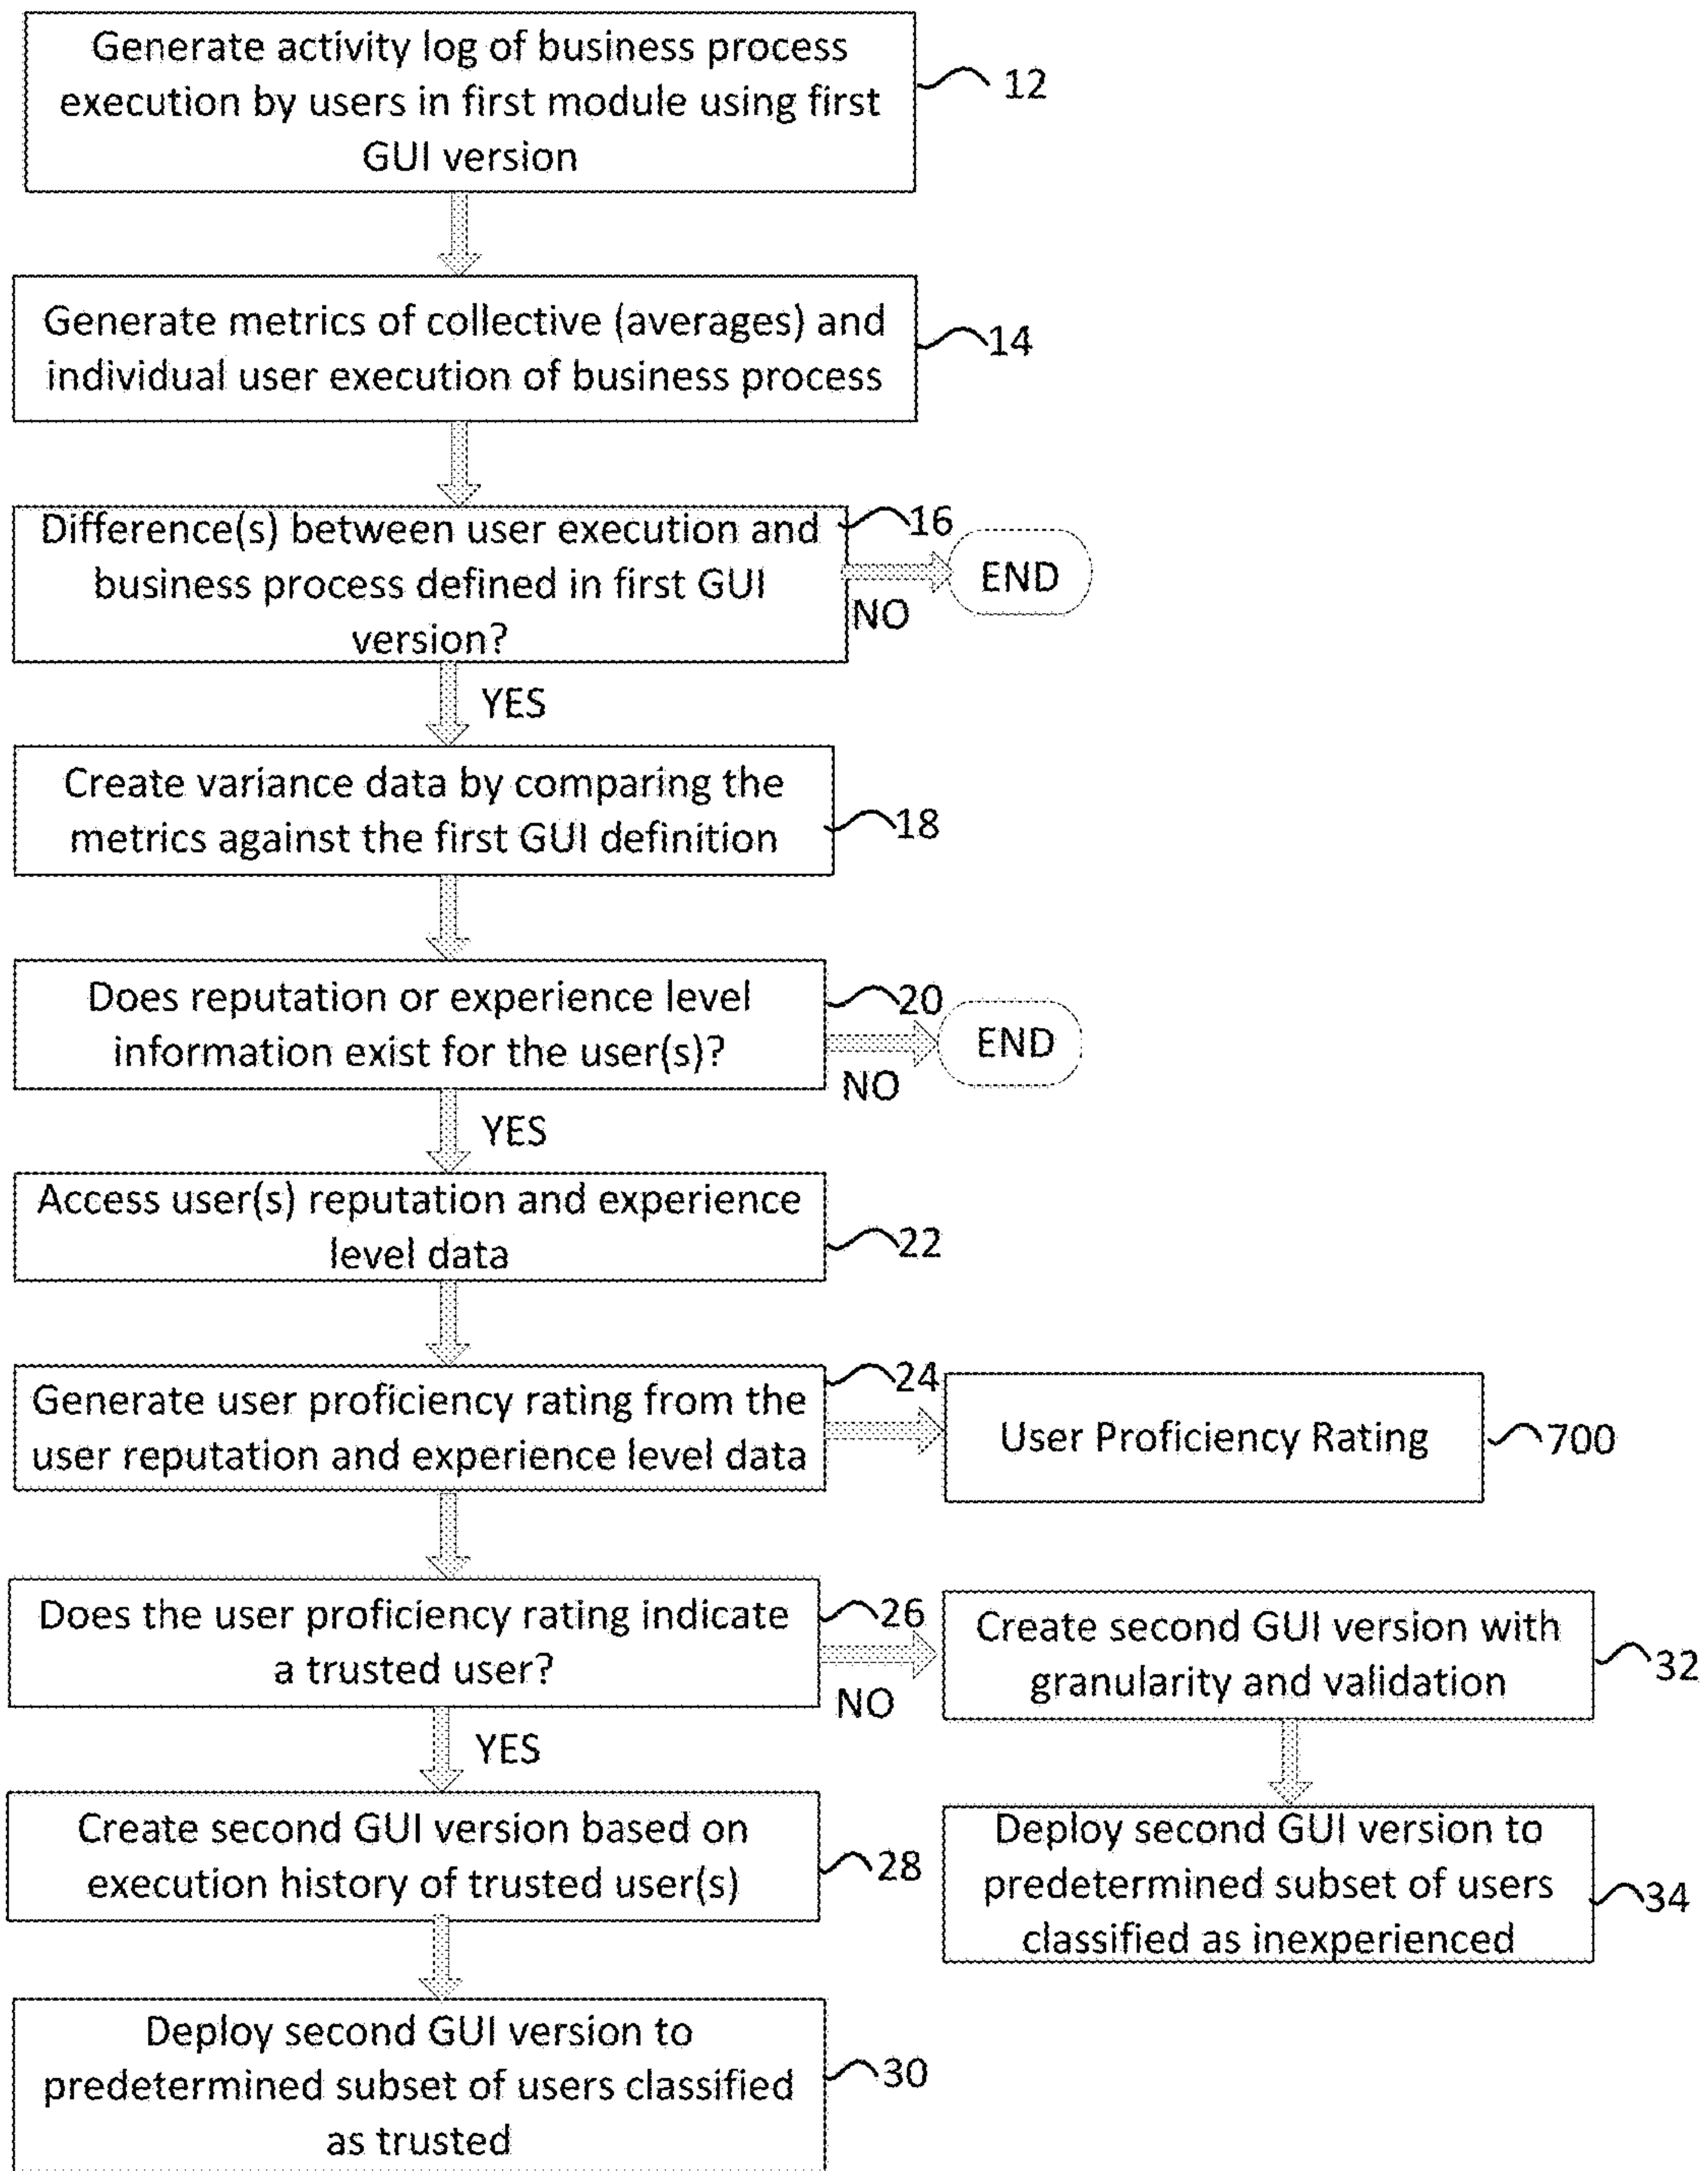 Generate activity log of business process
execution by users in first module using first
GUI version
12
Generate metrics of collective (averages) and
individual user execution of business process
14
Difference(s) between user execution and
business process defined in first GUI
version?
16
NO
END
YES
Create variance data by comparing the
metrics against the first GUI definition
18
Does reputation or experience level
information exist for the user(s)?
20
NO
END
YES
Access user(s) reputation and experience
level data
22
Generate user proficiency rating from the
user reputation and experience level data
24
User Proficiency Rating
700
Does the user proficiency rating indicate
a trusted user?
26
NO
Create second GUI version with
granularity and validation
32
YES
Create second GUI version based on
execution history of trusted user(s)
28
Deploy second GUI version to
predetermined subset of users
classified as inexperienced
34
Deploy second GUI version to
predetermined subset of users classified
as trusted
30